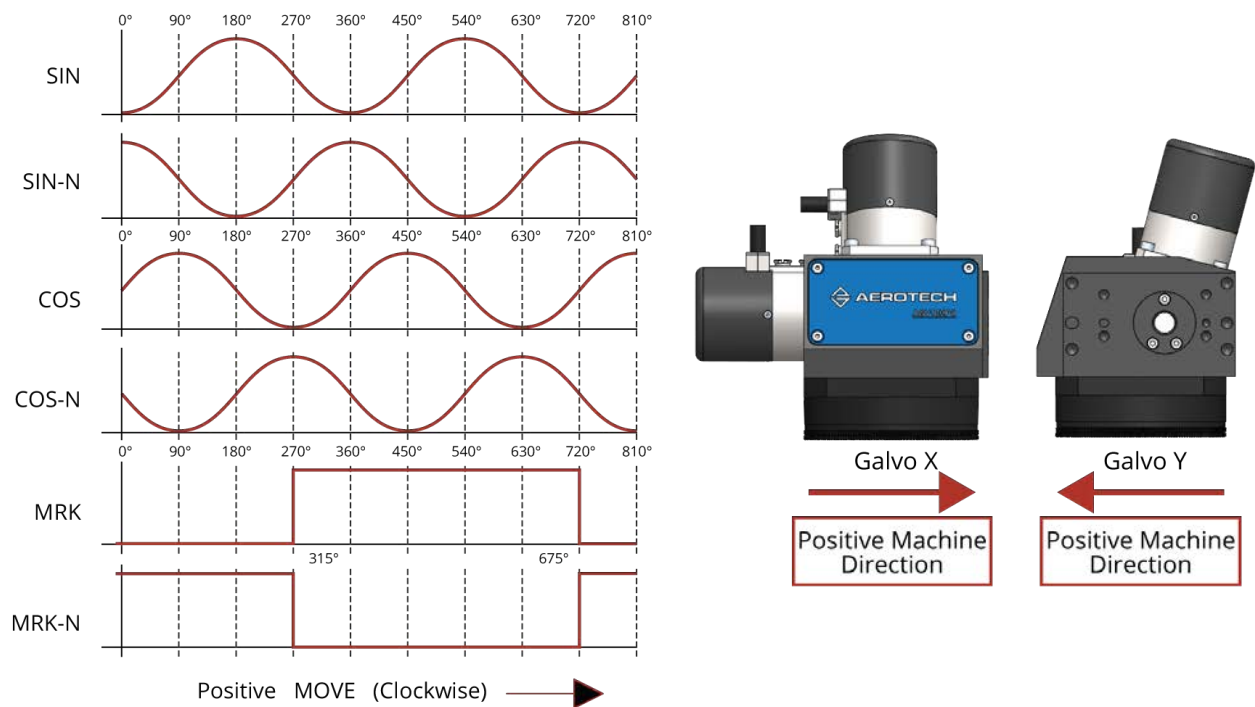 0° 90° 180° 270° 360° 450° 540° 630° 720° 810°
SIN
SIN-N
0° 90° 180° 270° 360° 450° 540° 630° 720° 810°
COS
COS-N
0° 90° 180° 270° 360° 450° 540° 630° 720° 810°
MRK
315° 675°
MRK-N
Positive MOVE (Clockwise)
AEROTECH
Galvo X
Positive Machine
Direction
Galvo Y
Positive Machine
Direction